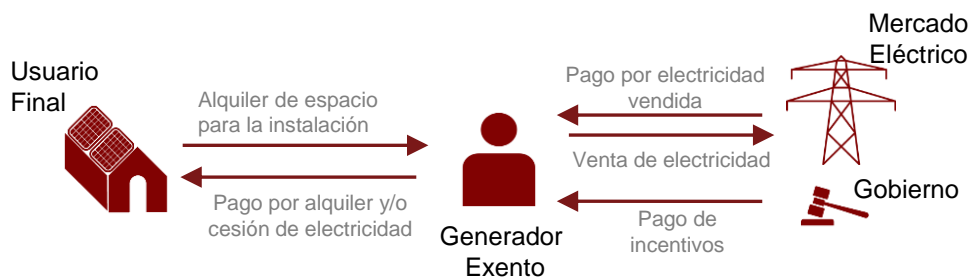 Usuario
Final
Alquiler de espacio
para la instalación
Pago por alquiler y/o
cesión de electricidad
Generador
Exento
Pago por electricidad
vendida
Venta de electricidad
Pago de
incentivos
Mercado
Eléctrico
Gobierno